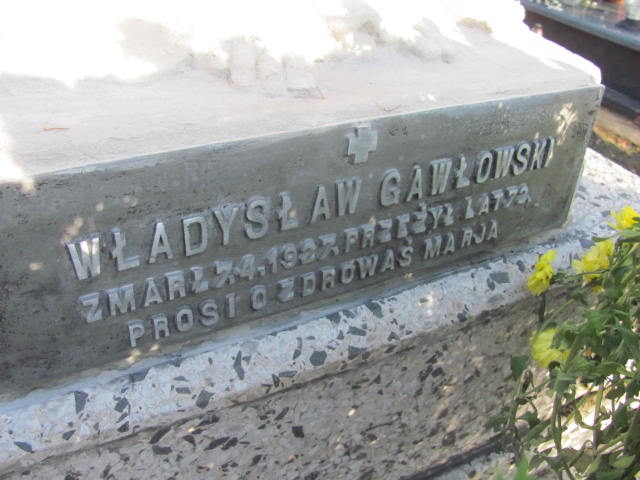 WŁADYSŁAW GAWŁOWSKI
ZMARŁ 7.4.1927. PRZEŻYŁ LAT 72,
PROSI O ZDROWAŚ MARJA